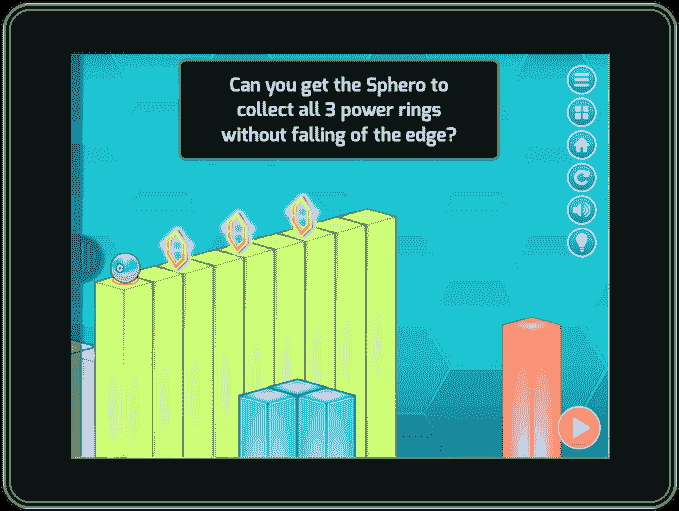 Can you get the Sphero to
collect all 3 power rings
without falling of the edge?